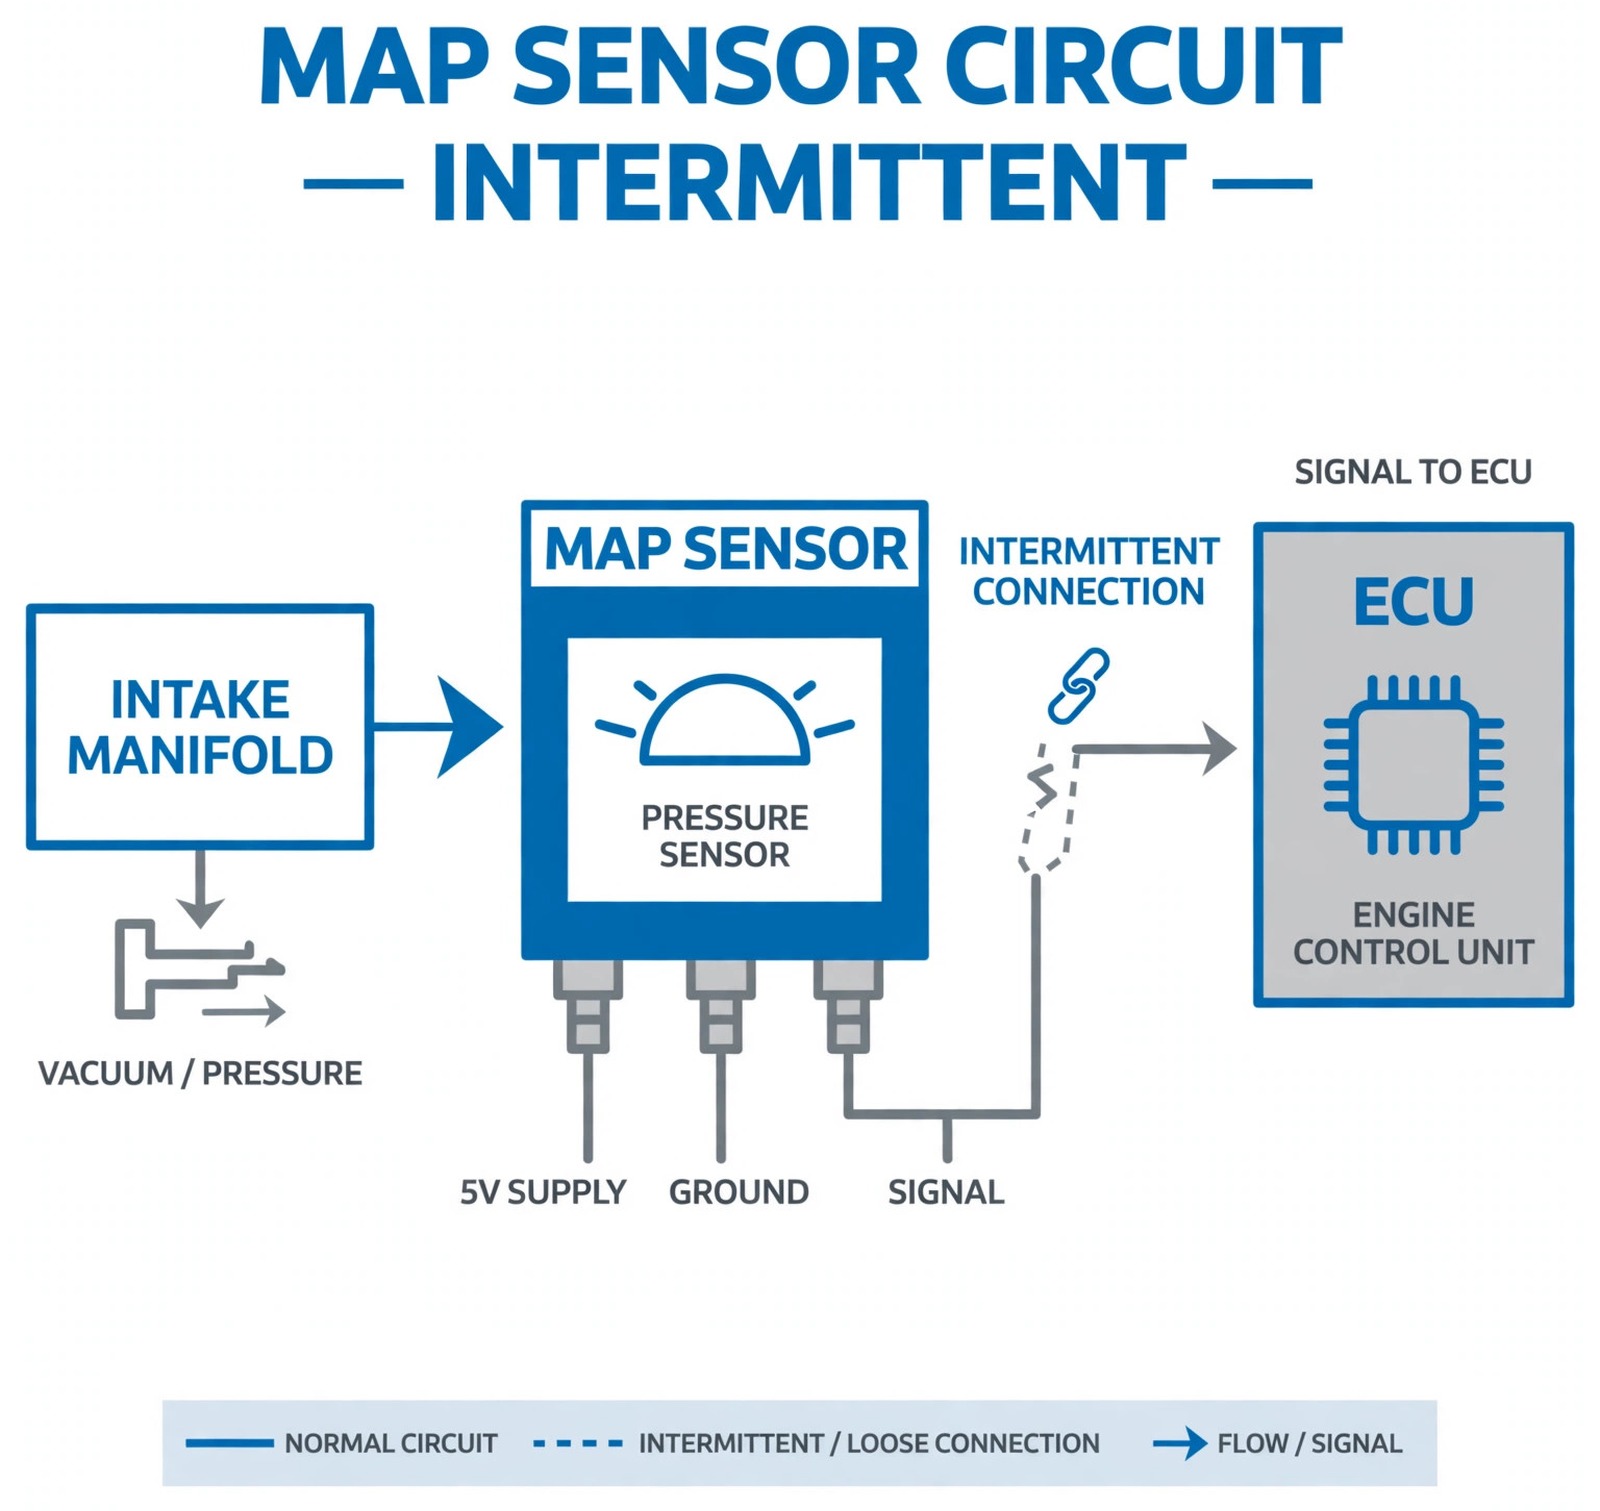 MAP SENSOR CIRCUIT
— INTERMITTENT —
SIGNAL TO ECU
MAP SENSOR
INTERMITTENT
CONNECTION
ECU
INTAKE
MANIFOLD
PRESSURE
SENSOR
ENGINE
CONTROL UNIT
VACUUM / PRESSURE
5V SUPPLY
GROUND
SIGNAL
NORMAL CIRCUIT
INTERMITTENT / LOOSE CONNECTION
FLOW / SIGNAL